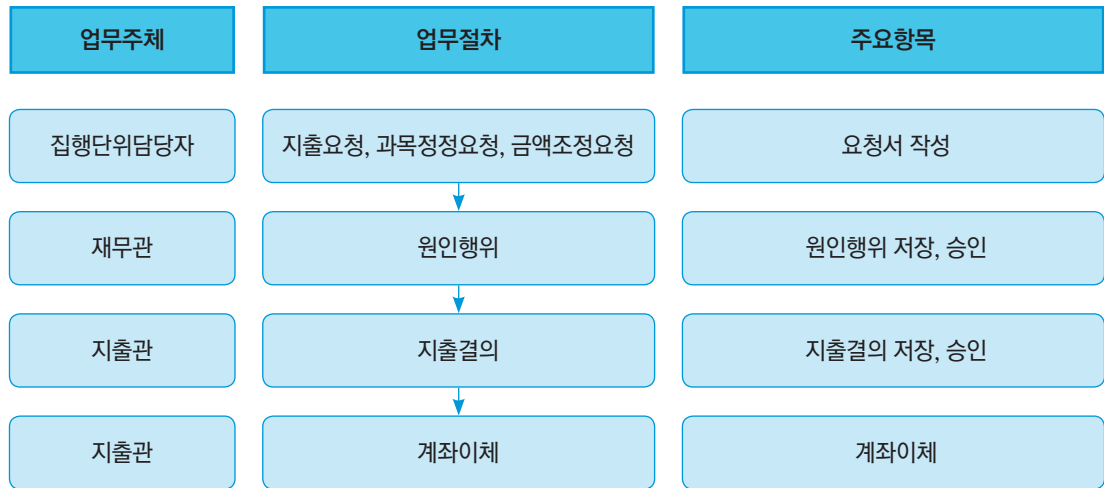 업무주체 업무절차 주요항목
집행단위담당자 지출요청, 과목정정요청, 금액조정요청 요청서 작성
재무관 원인행위 원인행위 저장, 승인
지출관 지출결의 지출결의 저장, 승인
지출관 계좌이체 계좌이체